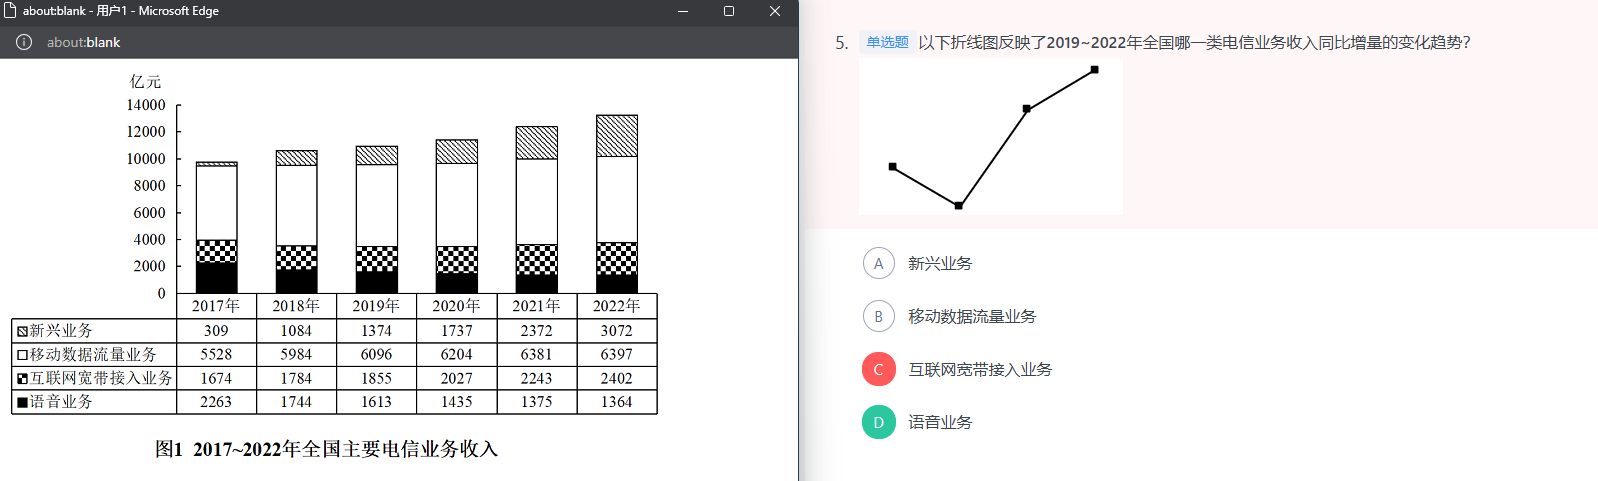 about:blank - 用户1 - Microsoft Edge
about:blank
亿元
14000
12000
10000
8000
6000
4000
2000
0
2017年 2018年 2019年 2020年 2021年 2022年
新兴业务 309 1084 1374 1737 2372 3072
移动数据流量业务 5528 5984 6096 6204 6381 6397
互联网宽带接入业务 1674 1784 1855 2027 2243 2402
语音业务 2263 1744 1613 1435 1375 1364
图1 2017~2022年全国主要电信业务收入
5. 单选题 以下折线图反映了2019~2022年全国哪一类电信业务收入同比增量的变化趋势?
A 新兴业务
B 移动数据流量业务
C 互联网宽带接入业务
D 语音业务